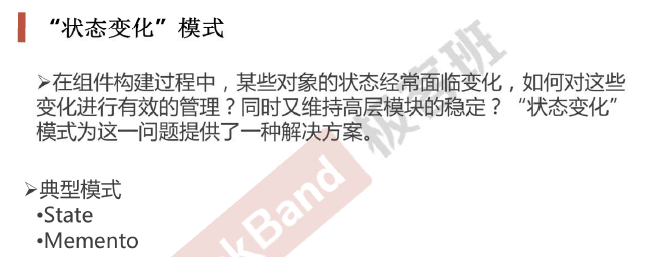 “状态变化”模式
➢在组件构建过程中，某些对象的状态经常面临变化，如何对这些
变化进行有效的管理？同时又维持高层模块的稳定？“状态变化”
模式为这一问题提供了一种解决方案。
➢典型模式
•State
•Memento
kBand 极客班